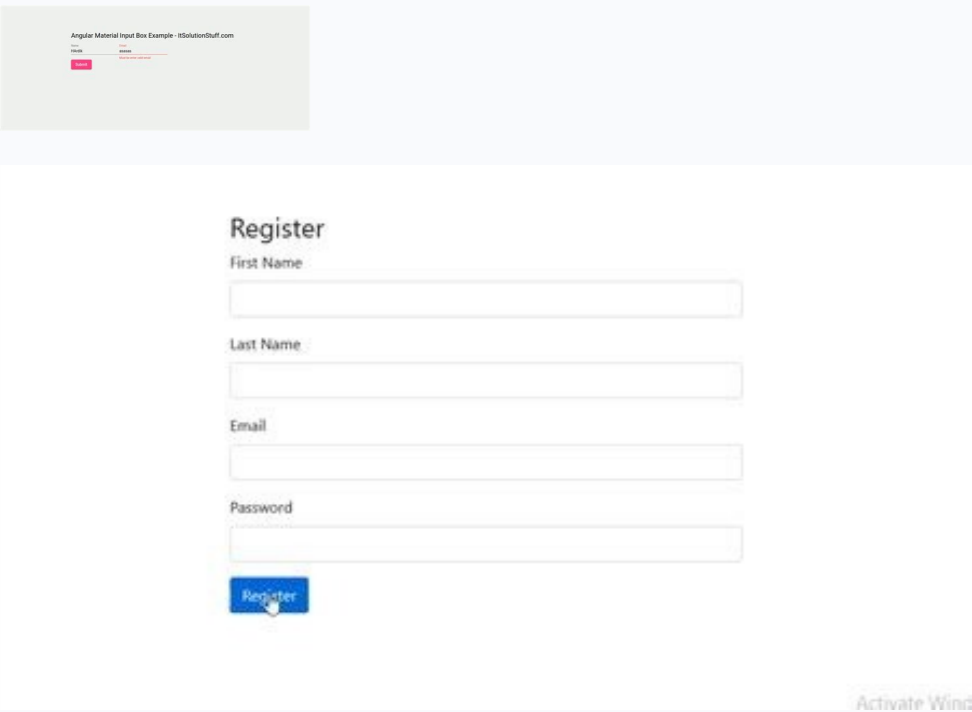 Angular Material Input Box Example - ItSolutionStuff.com
Submit
Register
First Name
Last Name
Email
Password
Register
Activate Wind